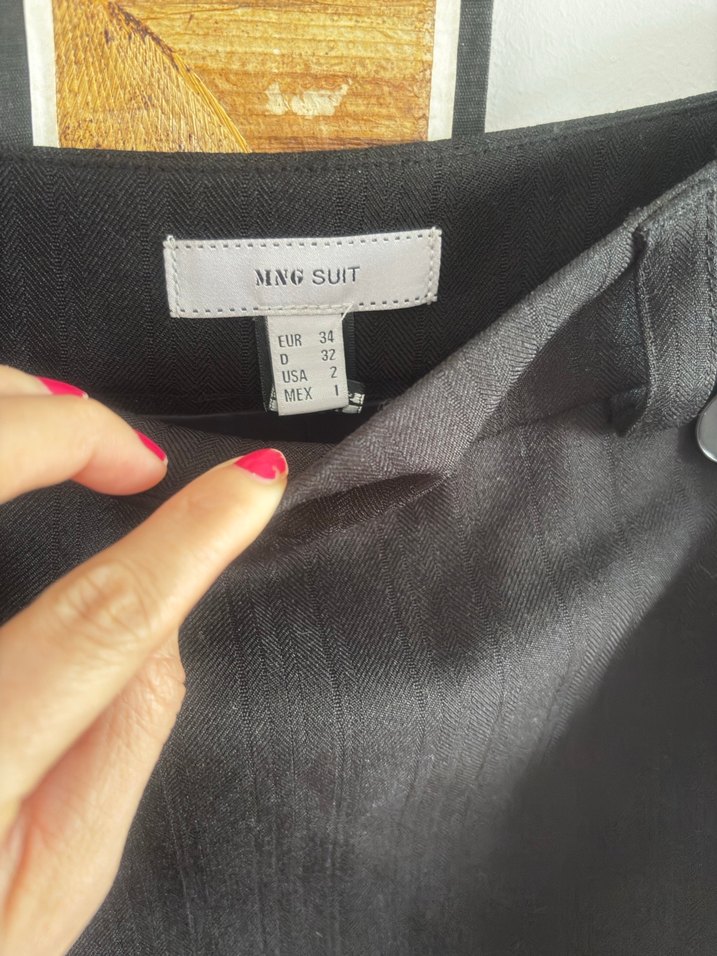 MNG SUIT
EUR 34
D 32
USA 2
MEX 1